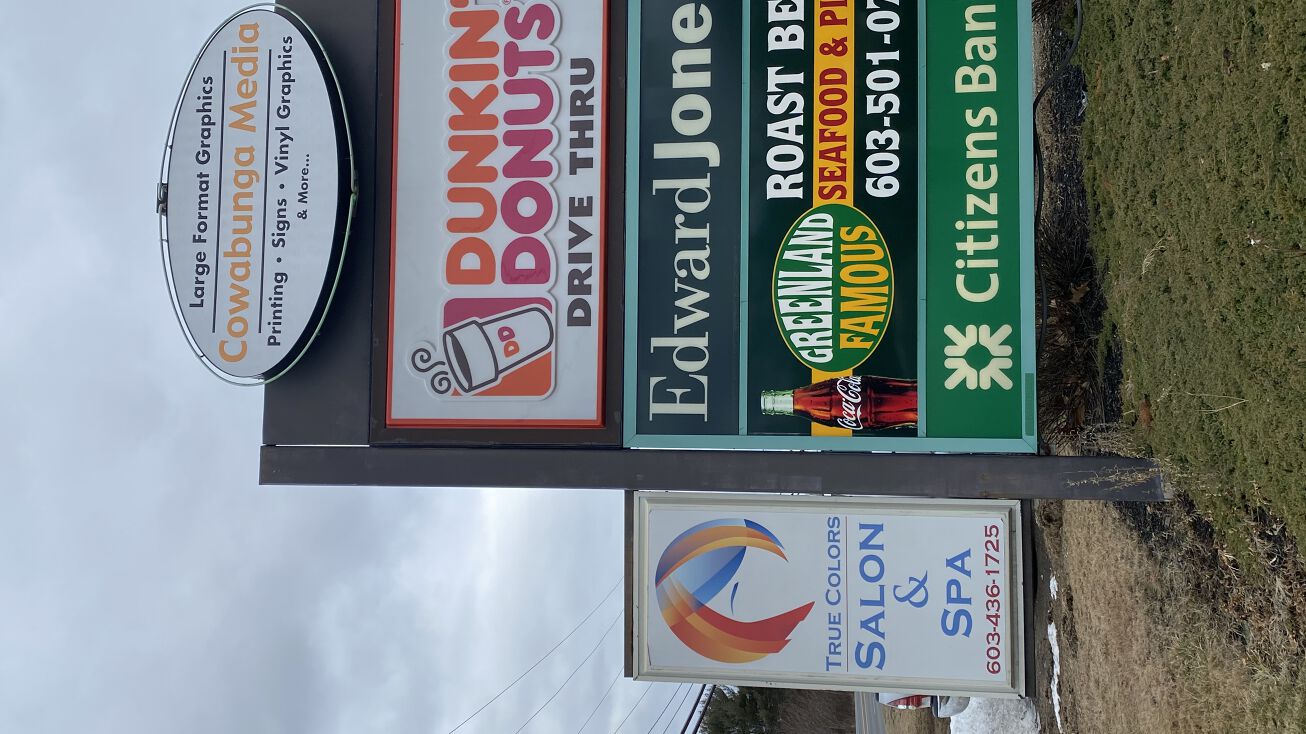 Large Format Graphics
Cowabunga Media
Printing • Signs • Vinyl Graphics
& More....
DUNKIN'
DONUTS
DD
DRIVE THRU
Edward Jone
Coca-Cola
GREENLAND
FAMOUS
ROAST BE
SEAFOOD & PI
603-501-0
Citizens Ban
TRUE COLORS
SALON
&
SPA
603-436-1725